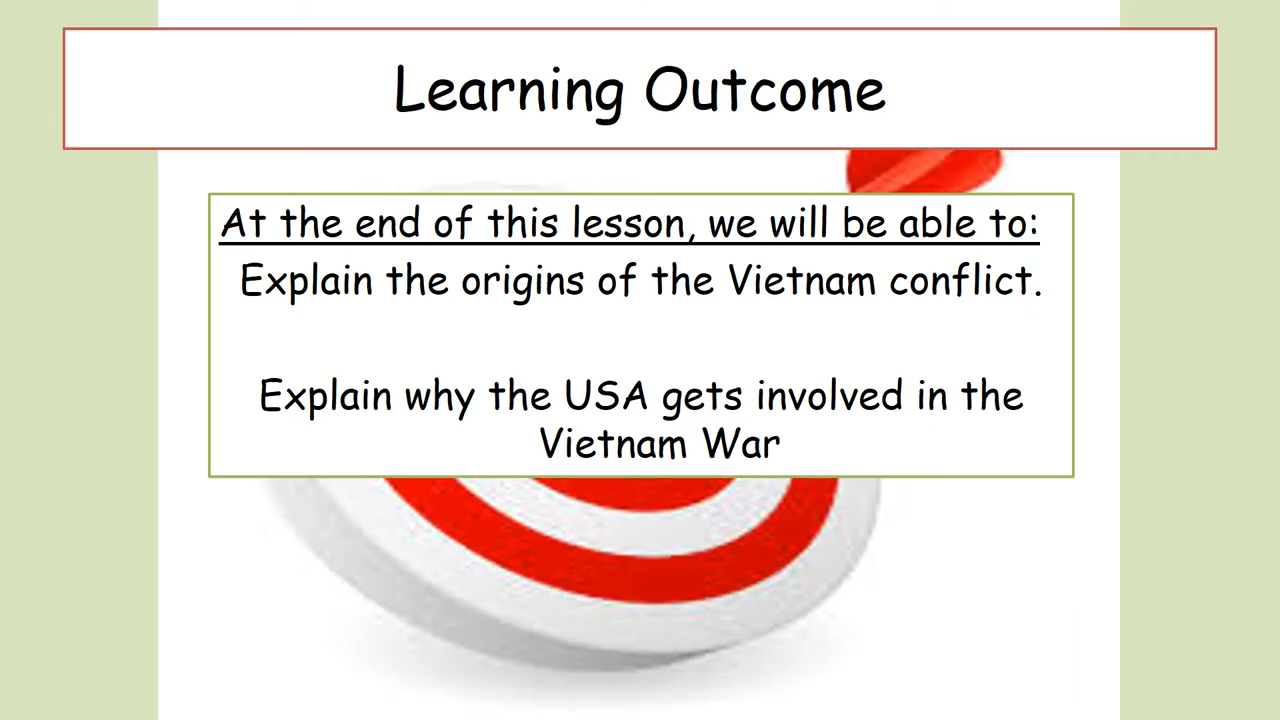 Learning Outcome
At the end of this lesson, we will be able to:
Explain the origins of the Vietnam conflict.
Explain why the USA gets involved in the
Vietnam War